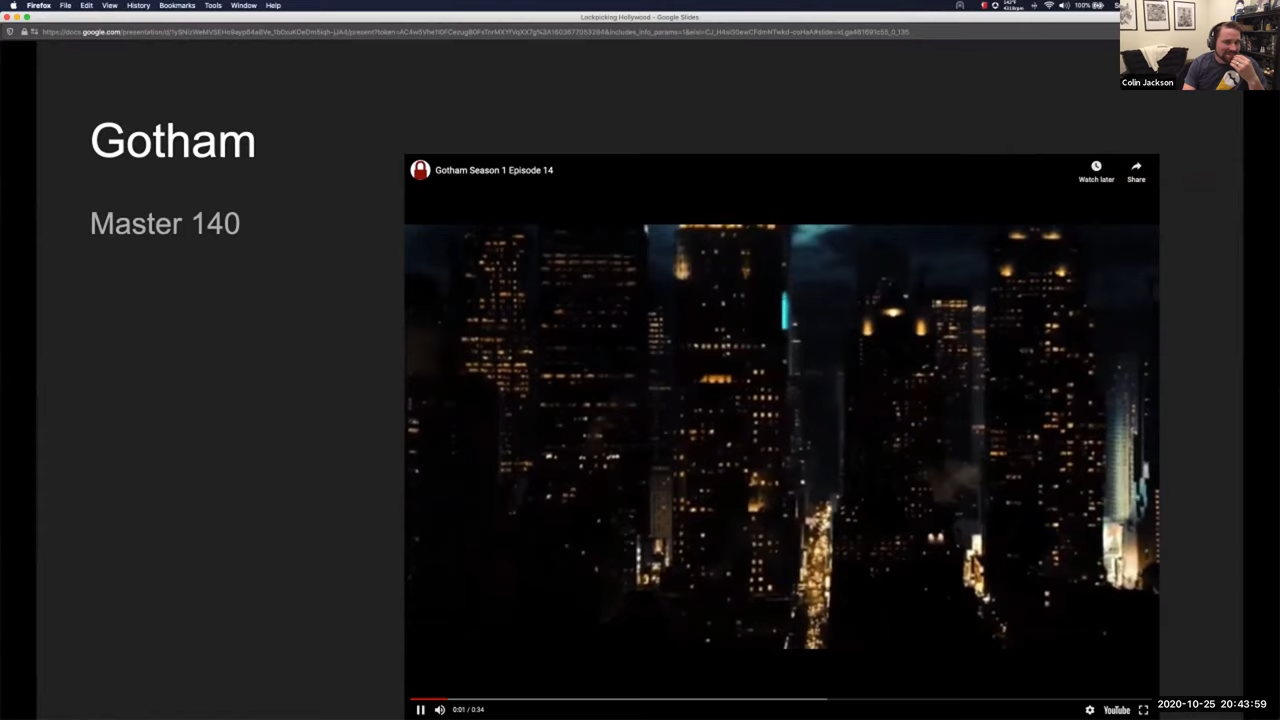 Firefox File Edit View History Bookmarks Tools Window Help
100%
Lockpicking Hollywood - Google Slides
Colin Jackson
Gotham
Master 140
Gotham Season 1 Episode 14
Watch later
Share
0:01 / 0:34
YouTube
2020-10-25 20:43:59